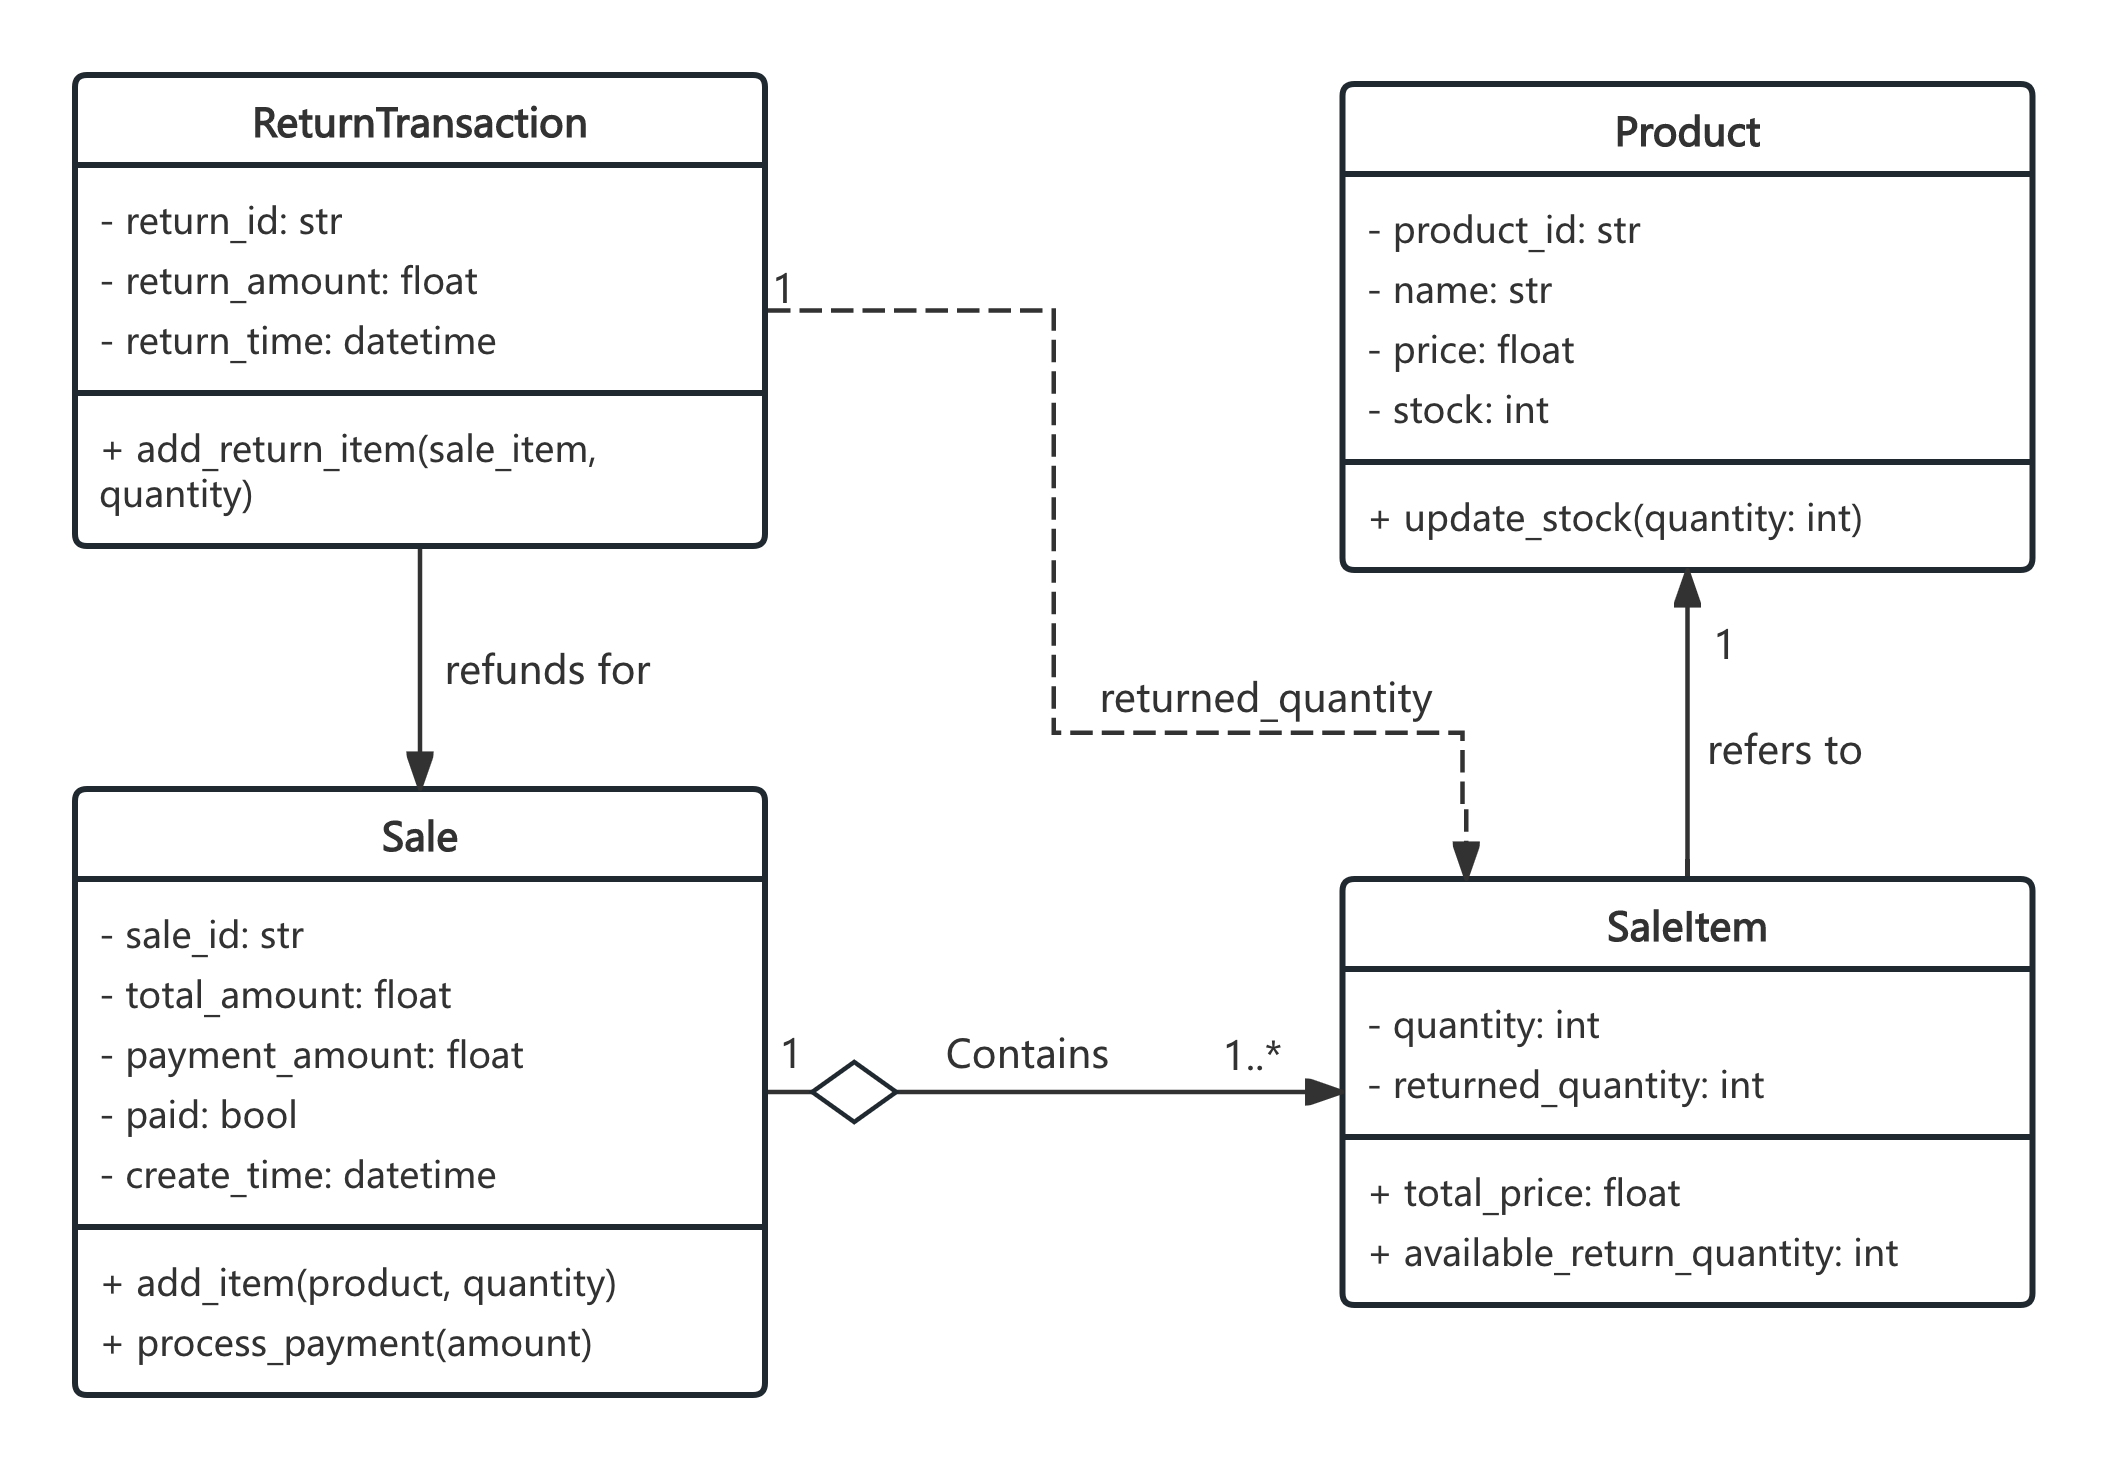 ReturnTransaction
- return_id: str
- return_amount: float
- return_time: datetime
+ add_return_item(sale_item,
quantity)
1
Product
- product_id: str
- name: str
- price: float
- stock: int
+ update_stock(quantity: int)
refunds for
returned_quantity
1
refers to
Sale
- sale_id: str
- total_amount: float
- payment_amount: float
- paid: bool
- create_time: datetime
+ add_item(product, quantity)
+ process_payment(amount)
1
Contains
1..*
SaleItem
- quantity: int
- returned_quantity: int
+ total_price: float
+ available_return_quantity: int